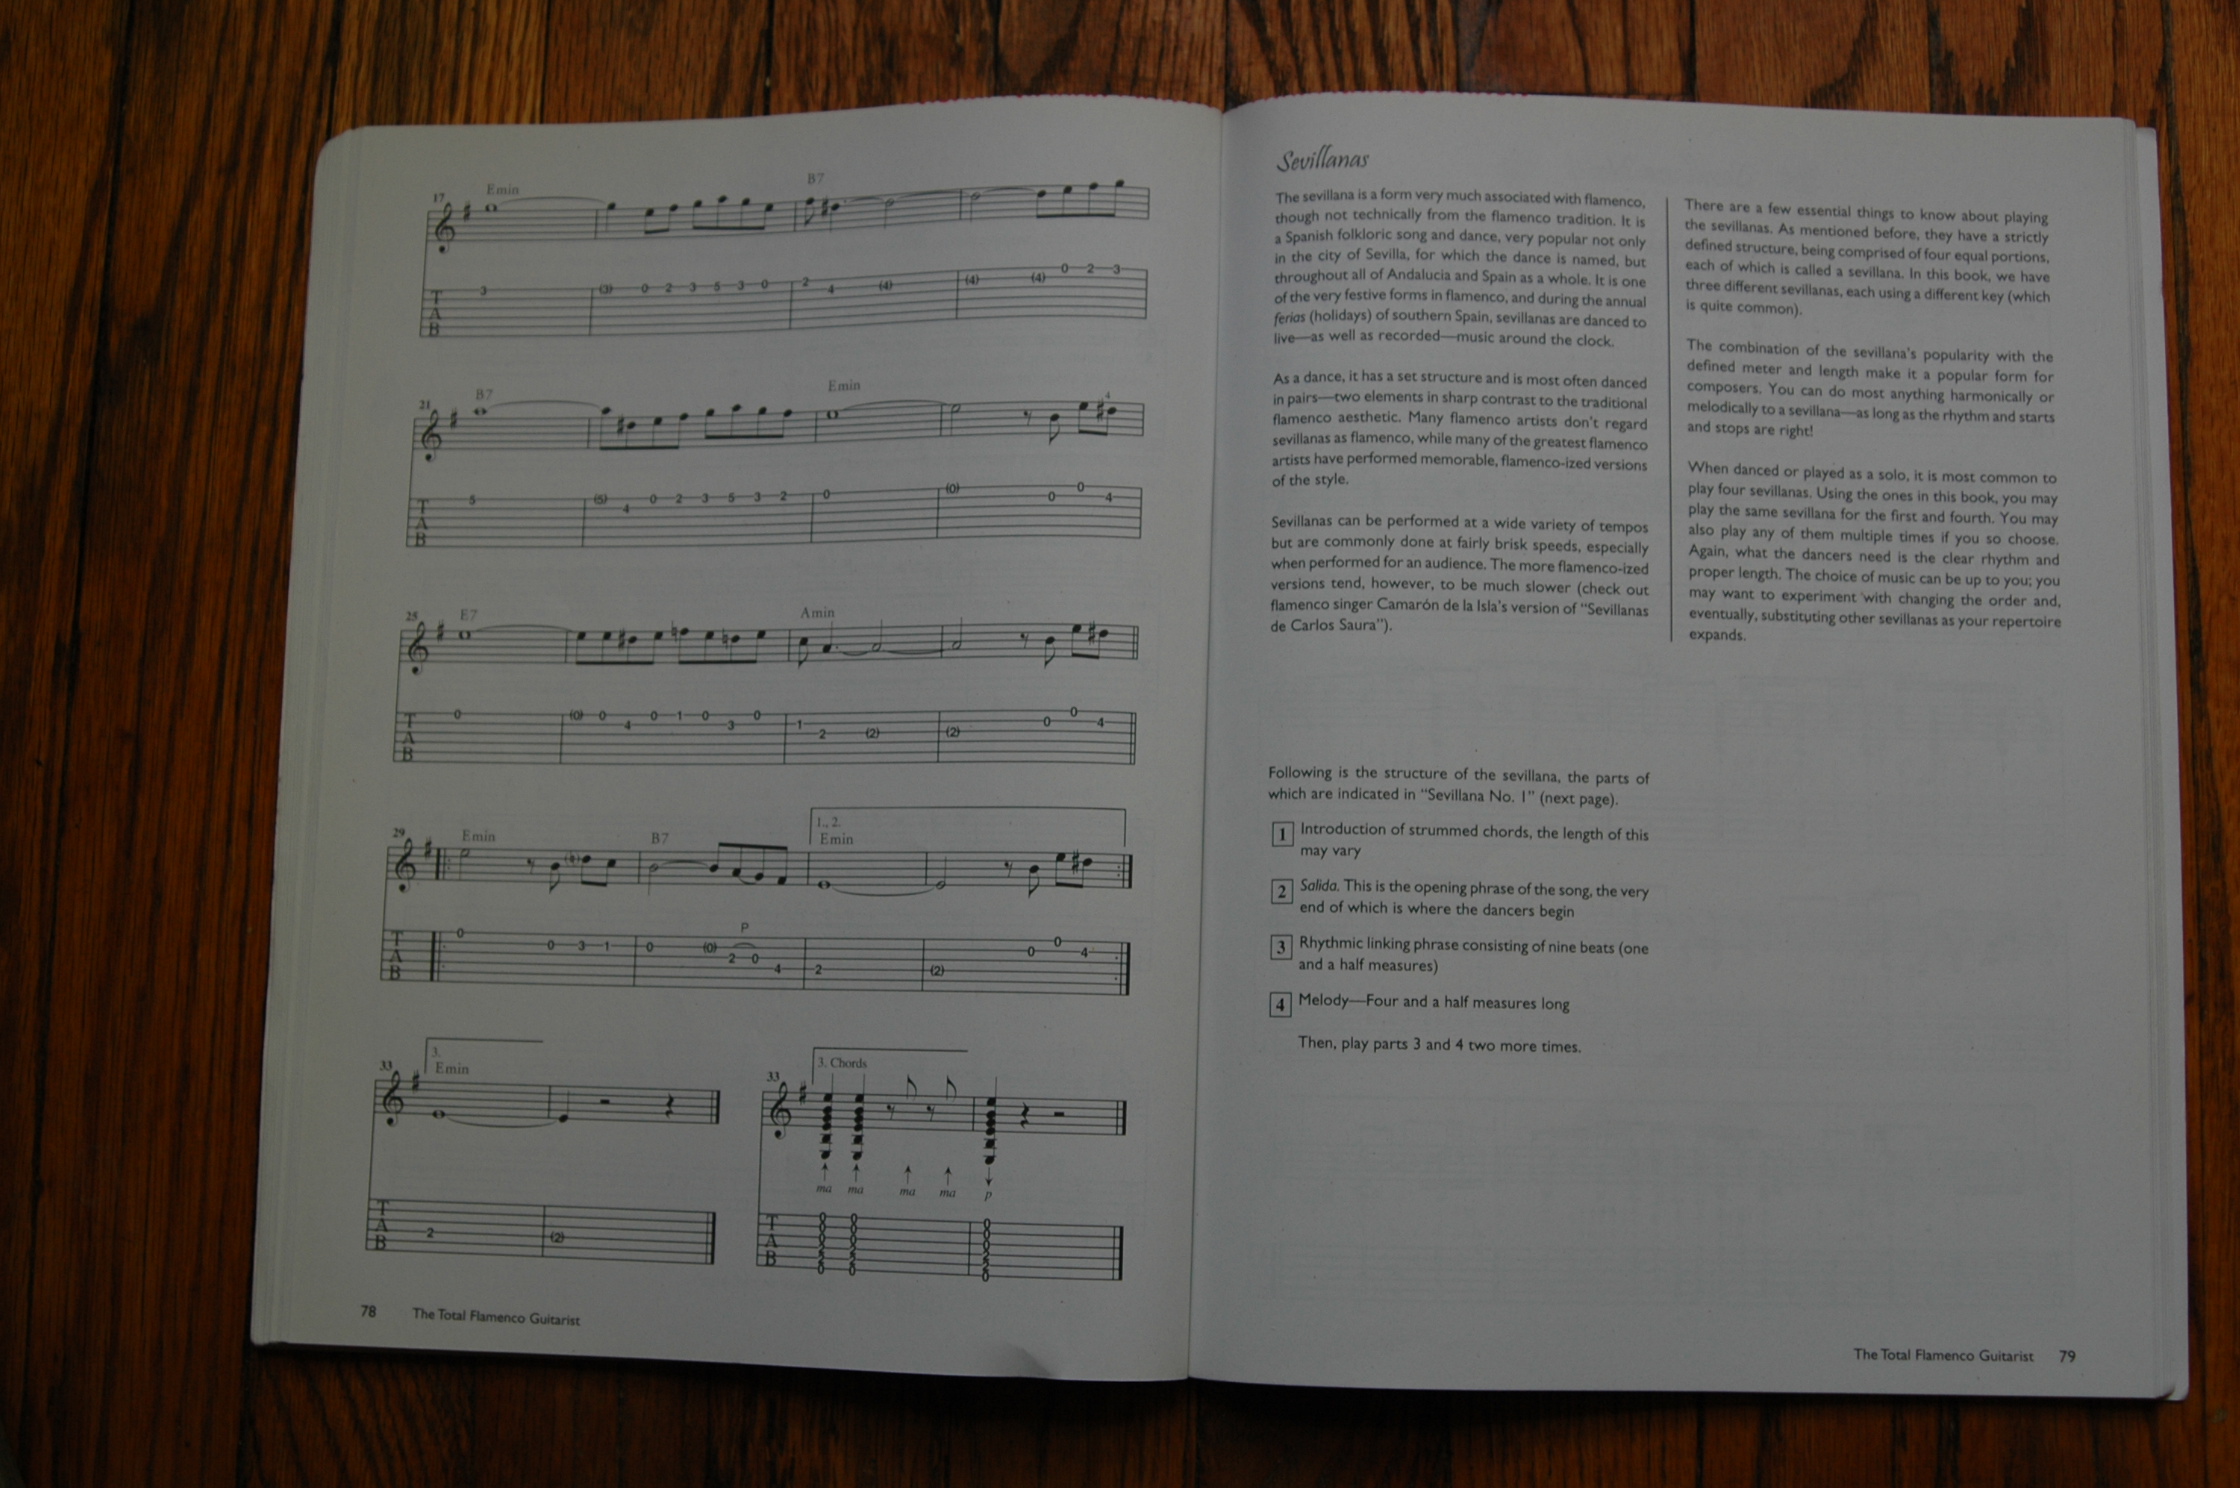 17
Emin
B7
3
(3)
0
2
3
5
3
0
2
4
(4)
(4)
(4)
0
2
3
T
A
B
21
B7
Emin
4
5
(5)
4
0
2
3
5
3
2
0
(0)
0
0
4
T
A
B
25
E7
Amin
0
(0)
0
4
0
1
0
3
0
1
2
(2)
(2)
0
0
4
T
A
B
29
Emin
B7
1., 2.
Emin
p
0
0
3
1
0
(0)
2
0
4
2
(2)
0
0
4
T
A
B
33
3.
Emin
2
(2)
T
A
B
33
3. Chords
ma
ma
ma
ma
p
T
A
B
78 The Total Flamenco Guitarist
Sevillanas
The sevillana is a form very much associated with flamenco,
though not technically from the flamenco tradition. It is
a Spanish folkloric song and dance, very popular not only
in the city of Sevilla, for which the dance is named, but
throughout all of Andalucia and Spain as a whole. It is one
of the very festive forms in flamenco, and during the annual
ferias (holidays) of southern Spain, sevillanas are danced to
live—as well as recorded—music around the clock.
As a dance, it has a set structure and is most often danced
in pairs—two elements in sharp contrast to the traditional
flamenco aesthetic. Many flamenco artists don't regard
sevillanas as flamenco, while many of the greatest flamenco
artists have performed memorable, flamenco-ized versions
of the style.
Sevillanas can be performed at a wide variety of tempos
but are commonly done at fairly brisk speeds, especially
when performed for an audience. The more flamenco-ized
versions tend, however, to be much slower (check out
flamenco singer Camarón de la Isla's version of "Sevillanas
de Carlos Saura").
There are a few essential things to know about playing
the sevillanas. As mentioned before, they have a strictly
defined structure, being comprised of four equal portions,
each of which is called a sevillana. In this book, we have
three different sevillanas, each using a different key (which
is quite common).
The combination of the sevillana's popularity with the
defined meter and length make it a popular form for
composers. You can do most anything harmonically or
melodically to a sevillana—as long as the rhythm and starts
and stops are right!
When danced or played as a solo, it is most common to
play four sevillanas. Using the ones in this book, you may
play the same sevillana for the first and fourth. You may
also play any of them multiple times if you so choose.
Again, what the dancers need is the clear rhythm and
proper length. The choice of music can be up to you; you
may want to experiment with changing the order and,
eventually, substituting other sevillanas as your repertoire
expands.
Following is the structure of the sevillana, the parts of
which are indicated in "Sevillana No. 1" (next page).
1 Introduction of strummed chords, the length of this
may vary
2 Salida. This is the opening phrase of the song, the very
end of which is where the dancers begin
3 Rhythmic linking phrase consisting of nine beats (one
and a half measures)
4 Melody—Four and a half measures long
Then, play parts 3 and 4 two more times.
The Total Flamenco Guitarist 79